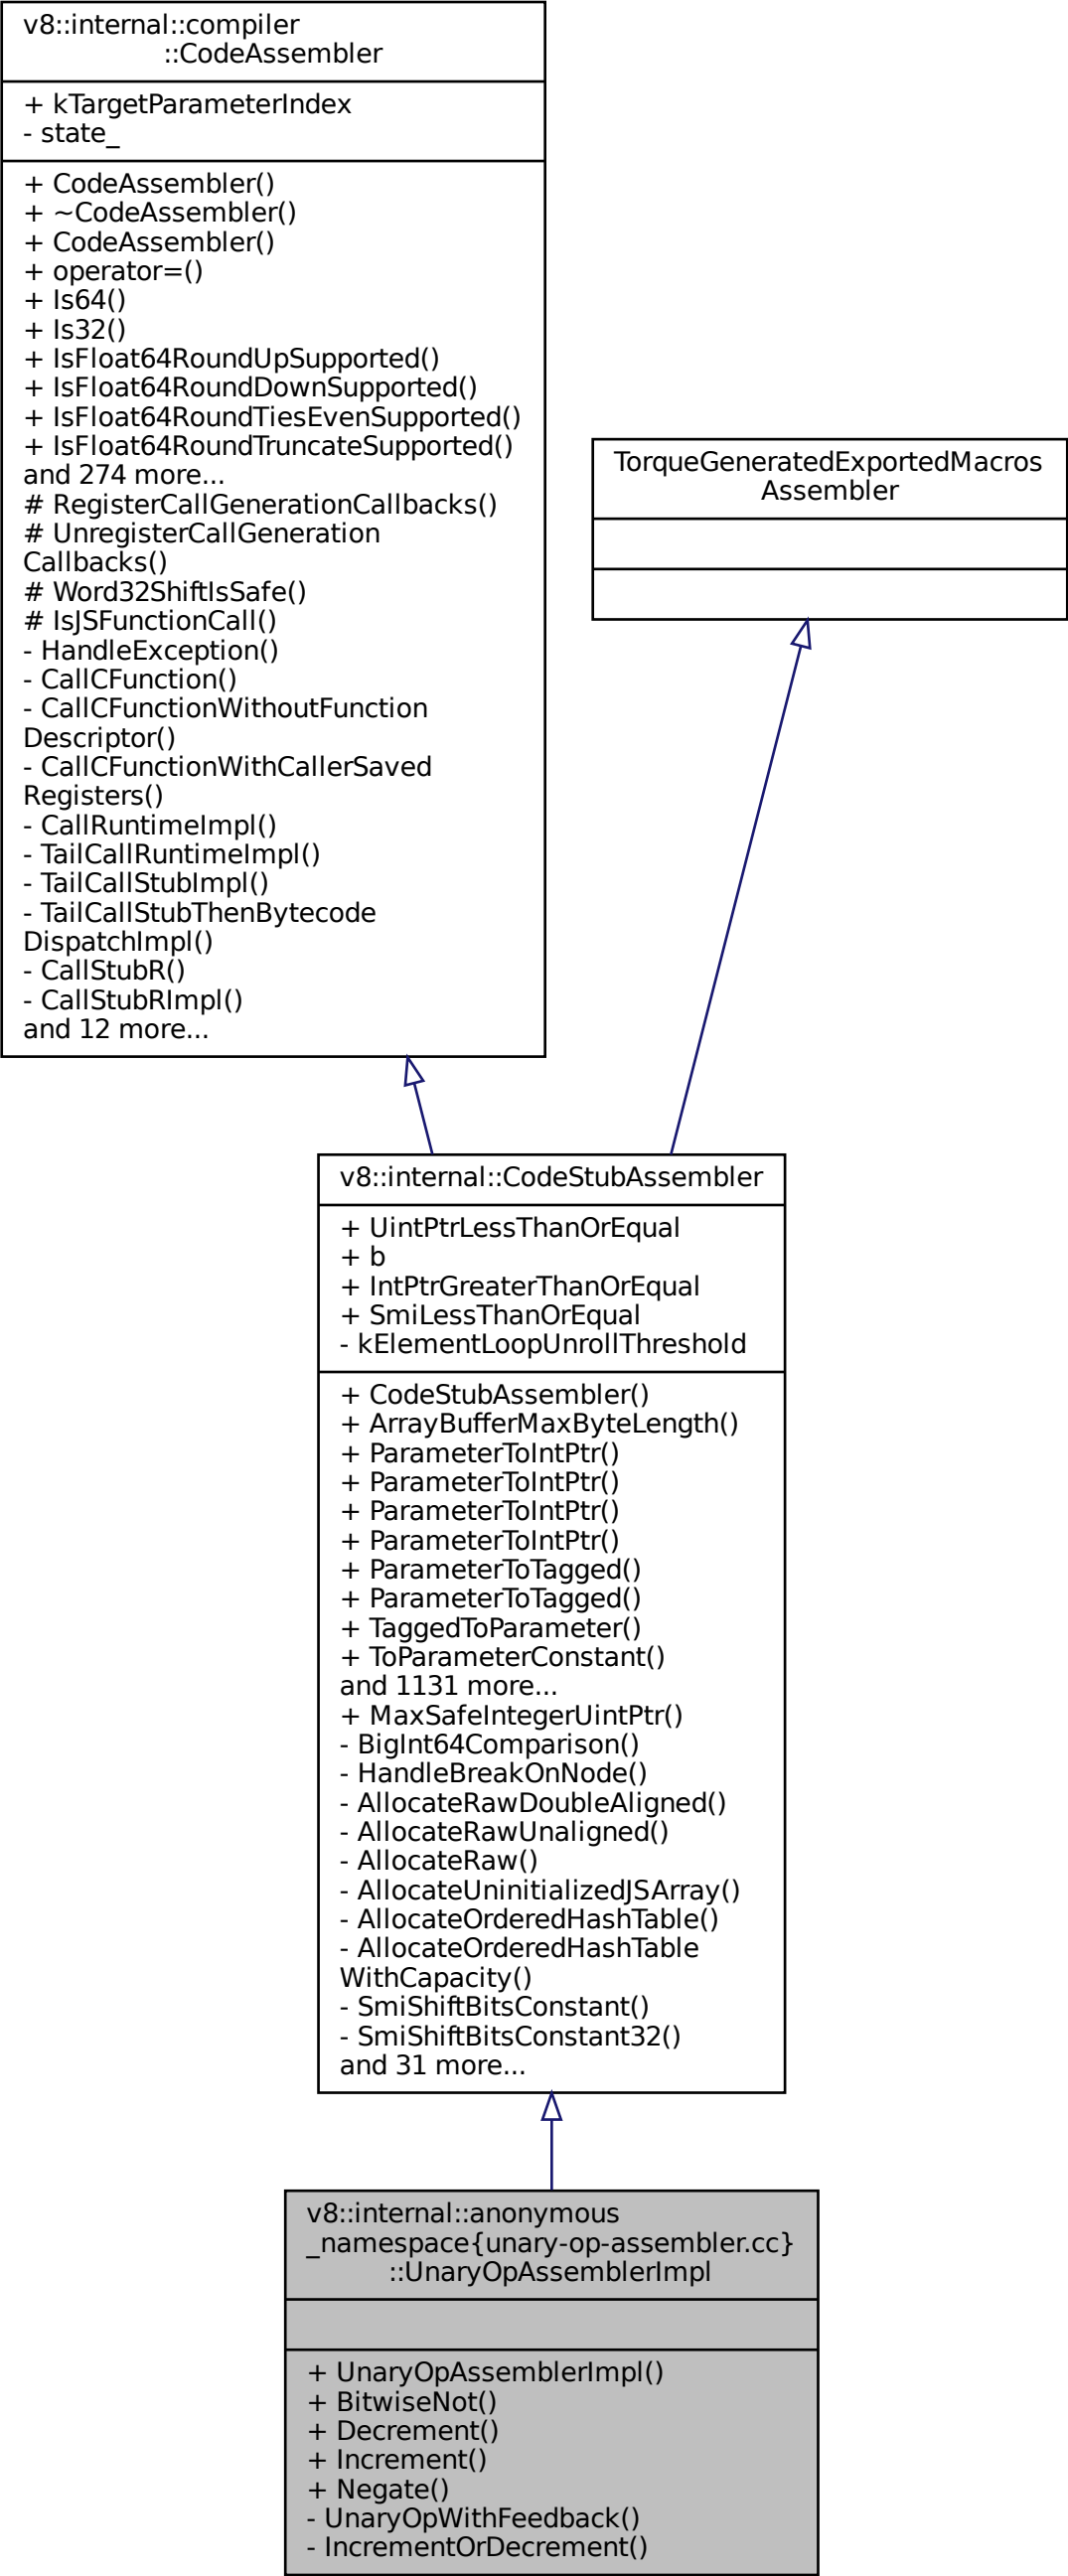 v8::internal::compiler
::CodeAssembler
+ kTargetParameterIndex
- state_
+ CodeAssembler()
+ ~CodeAssembler()
+ CodeAssembler()
+ operator=()
+ Is64()
+ Is32()
+ IsFloat64RoundUpSupported()
+ IsFloat64RoundDownSupported()
+ IsFloat64RoundTiesEvenSupported()
+ IsFloat64RoundTruncateSupported()
and 274 more...
# RegisterCallGenerationCallbacks()
# UnregisterCallGeneration
Callbacks()
# Word32ShiftIsSafe()
# IsJSFunctionCall()
- HandleException()
- CallCFunction()
- CallCFunctionWithoutFunction
Descriptor()
- CallCFunctionWithCallerSaved
Registers()
- CallRuntimeImpl()
- TailCallRuntimeImpl()
- TailCallStubImpl()
- TailCallStubThenBytecode
DispatchImpl()
- CallStubR()
- CallStubRImpl()
and 12 more...
TorqueGeneratedExportedMacros
Assembler
v8::internal::CodeStubAssembler
+ UintPtrLessThanOrEqual
+ b
+ IntPtrGreaterThanOrEqual
+ SmiLessThanOrEqual
- kElementLoopUnrollThreshold
+ CodeStubAssembler()
+ ArrayBufferMaxByteLength()
+ ParameterToIntPtr()
+ ParameterToIntPtr()
+ ParameterToIntPtr()
+ ParameterToIntPtr()
+ ParameterToTagged()
+ ParameterToTagged()
+ TaggedToParameter()
+ ToParameterConstant()
and 1131 more...
+ MaxSafeIntegerUintPtr()
- BigInt64Comparison()
- HandleBreakOnNode()
- AllocateRawDoubleAligned()
- AllocateRawUnaligned()
- AllocateRaw()
- AllocateUninitializedJSArray()
- AllocateOrderedHashTable()
- AllocateOrderedHashTable
WithCapacity()
- SmiShiftBitsConstant()
- SmiShiftBitsConstant32()
and 31 more...
v8::internal::anonymous
_namespace{unary-op-assembler.cc}
::UnaryOpAssemblerImpl
+ UnaryOpAssemblerImpl()
+ BitwiseNot()
+ Decrement()
+ Increment()
+ Negate()
- UnaryOpWithFeedback()
- IncrementOrDecrement()